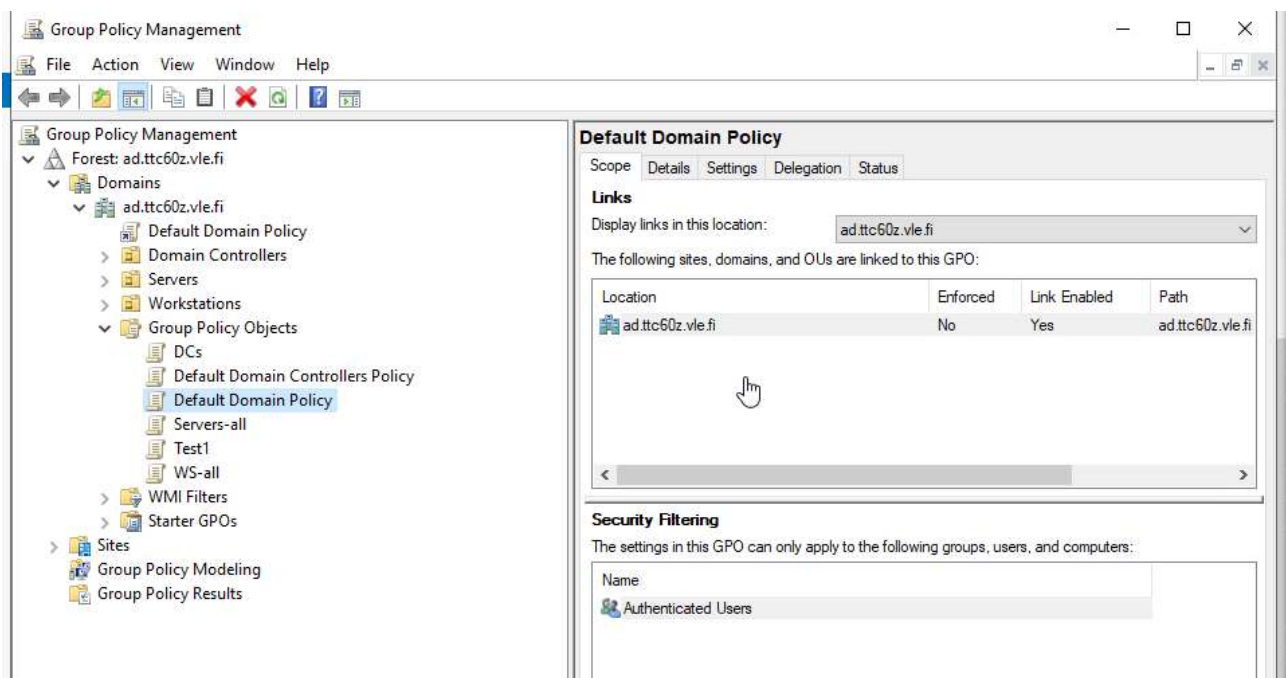 Group Policy Management
File Action View Window Help
Group Policy Management
Forest: ad.ttc60z.vle.fi
Domains
ad.ttc60z.vle.fi
Default Domain Policy
Domain Controllers
Servers
Workstations
Group Policy Objects
DCs
Default Domain Controllers Policy
Default Domain Policy
Servers-all
Test1
WS-all
WMI Filters
Starter GPOs
Sites
Group Policy Modeling
Group Policy Results
Default Domain Policy
Scope Details Settings Delegation Status
Links
Display links in this location: ad.ttc60z.vle.fi
The following sites, domains, and OUs are linked to this GPO:
Location Enforced Link Enabled Path
ad.ttc60z.vle.fi No Yes ad.ttc60z.vle.fi
Security Filtering
The settings in this GPO can only apply to the following groups, users, and computers:
Name
Authenticated Users